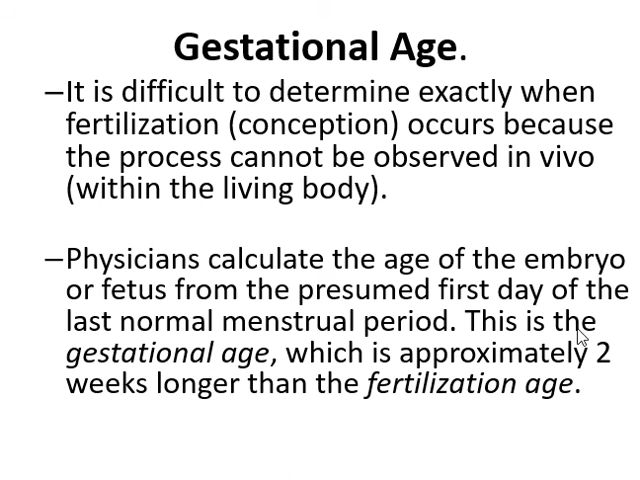 Gestational Age.
–It is difficult to determine exactly when
fertilization (conception) occurs because
the process cannot be observed in vivo
(within the living body).
–Physicians calculate the age of the embryo
or fetus from the presumed first day of the
last normal menstrual period. This is the
gestational age, which is approximately 2
weeks longer than the fertilization age.